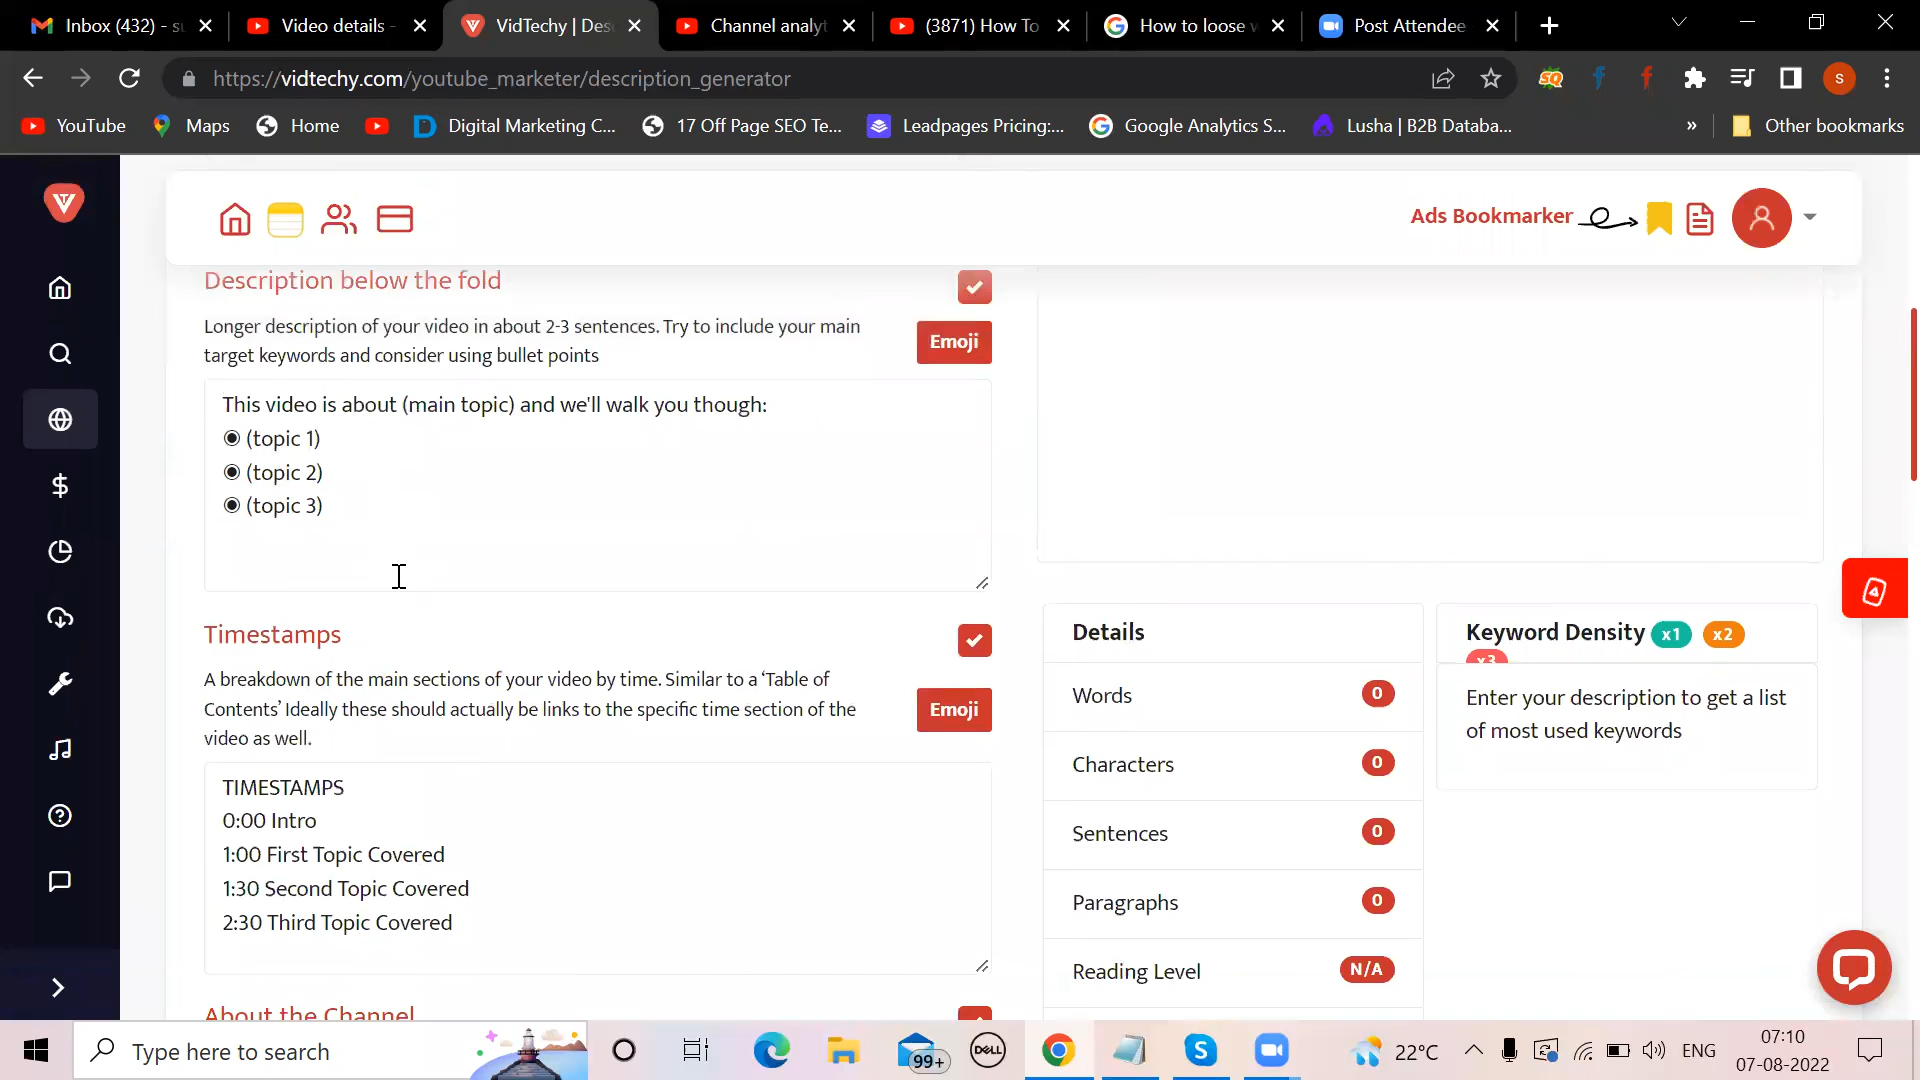 Inbox (432) - su
Video details -
VidTechy | Des
Channel analyt
(3871) How To
How to loose w
Post Attendee
https://vidtechy.com/youtube_marketer/description_generator
YouTube
Maps
Home
Digital Marketing C...
17 Off Page SEO Te...
Leadpages Pricing:...
Google Analytics S...
Lusha | B2B Databa...
»
Other bookmarks
Ads Bookmarker
Description below the fold
Longer description of your video in about 2-3 sentences. Try to include your main
target keywords and consider using bullet points
Emoji
This video is about (main topic) and we'll walk you though:
◉ (topic 1)
◉ (topic 2)
◉ (topic 3)
Timestamps
A breakdown of the main sections of your video by time. Similar to a ‘Table of
Contents’ Ideally these should actually be links to the specific time section of the
video as well.
Emoji
TIMESTAMPS
0:00 Intro
1:00 First Topic Covered
1:30 Second Topic Covered
2:30 Third Topic Covered
About the Channel
Details
Words 0
Characters 0
Sentences 0
Paragraphs 0
Reading Level N/A
Keyword Density x1 x2
x3
Enter your description to get a list
of most used keywords
Type here to search
99+
DELL
22°C
ENG
07:10
07-08-2022